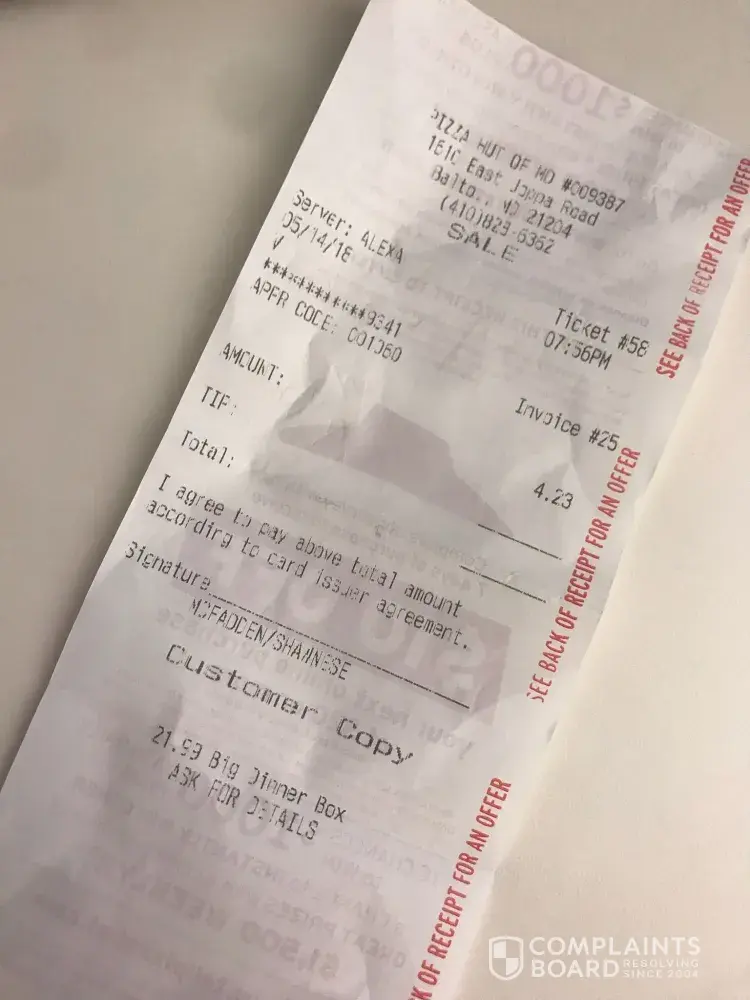 PIZZA HUT OF MD #009387
1610 East Joppa Road
Balto., MD 21204
(410)823-6362
SALE
Server: ALEXA
Ticket #58
05/14/18
07:56PM
V
************9341
Invoice #25
APPR CODE: 001060
AMOUNT:
4.23
TIP:
Total:
I agree to pay above total amount
according to card issuer agreement.
Signature
MCFADDEN/SHAWNESE
Customer Copy
21.99 Big Dinner Box
ASK FOR DETAILS
SEE BACK OF RECEIPT FOR AN OFFER
SEE BACK OF RECEIPT FOR AN OFFER
CK OF RECEIPT FOR AN OFFER
COMPLAINTS
BOARD RESOLVING
SINCE 2004